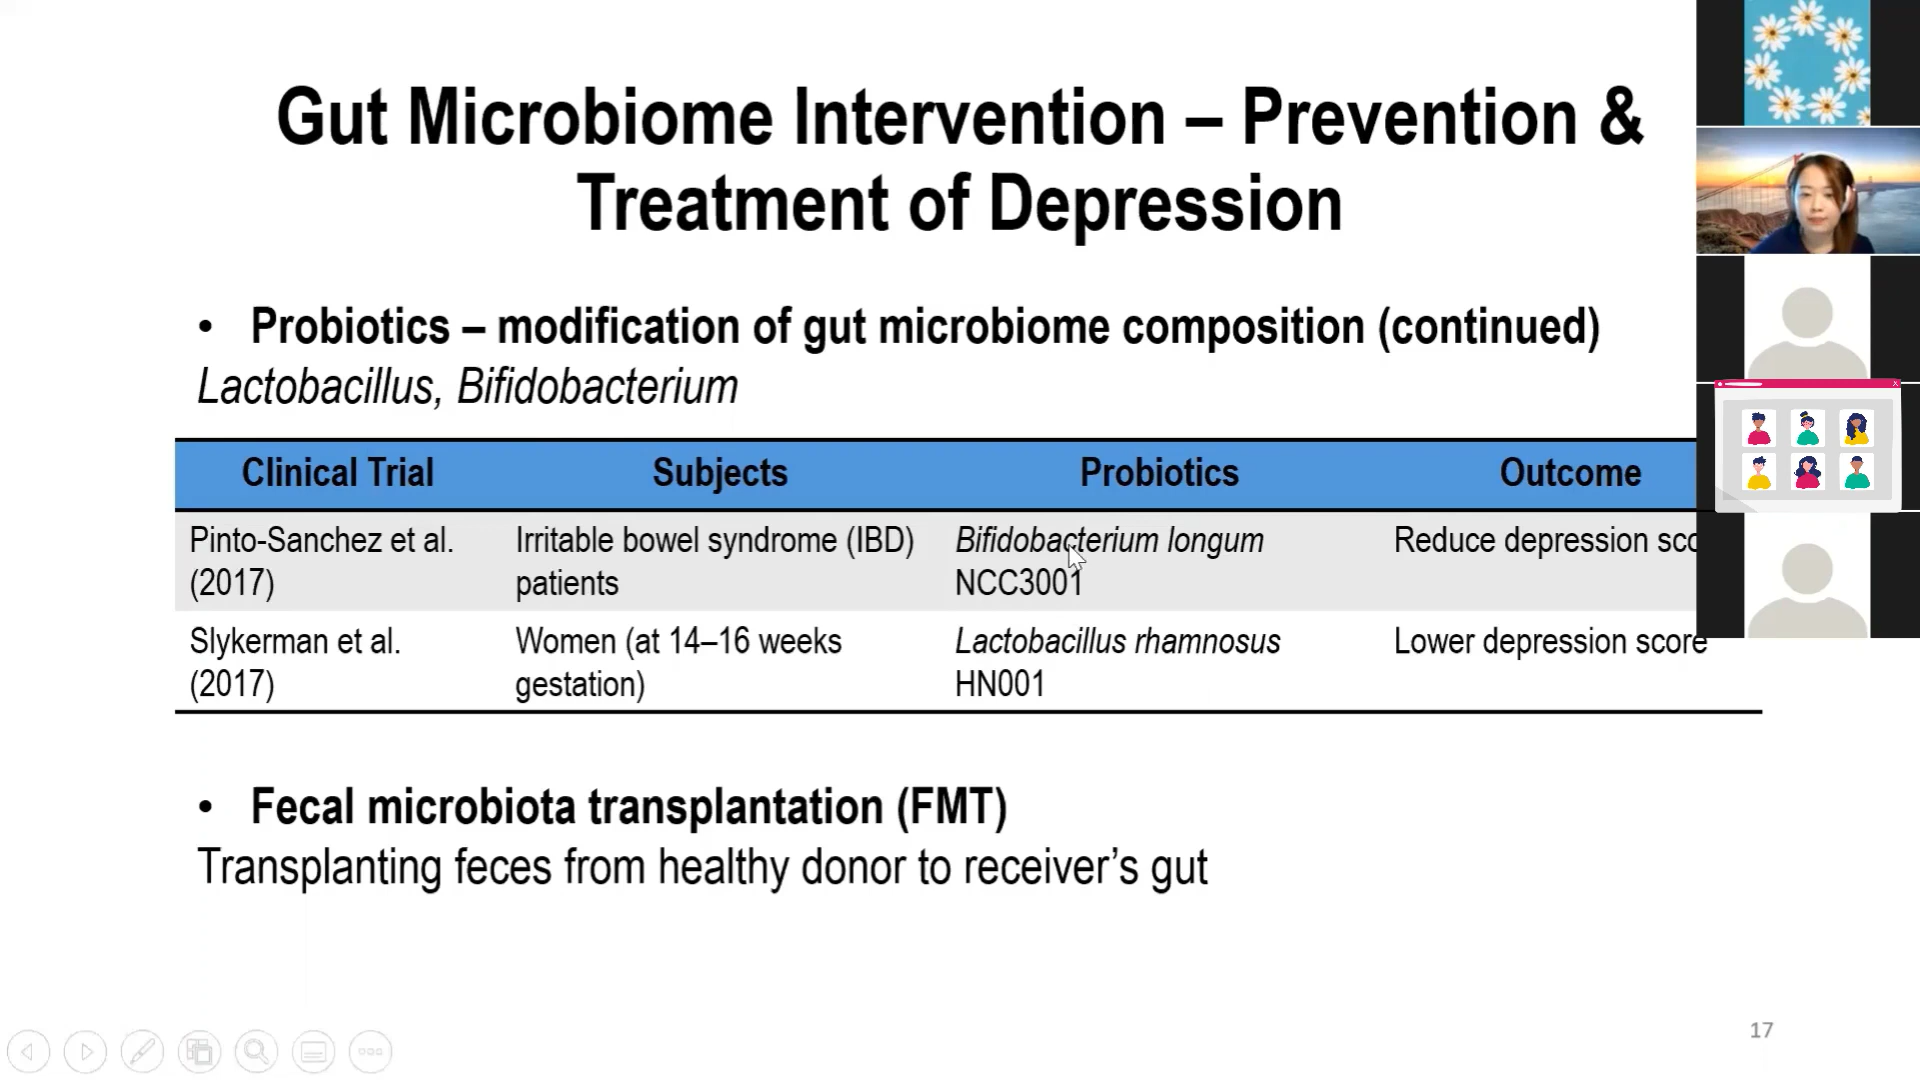 Gut Microbiome Intervention – Prevention &
Treatment of Depression
• Probiotics – modification of gut microbiome composition (continued)
Lactobacillus, Bifidobacterium
Clinical Trial Subjects Probiotics Outcome
Pinto-Sanchez et al. Irritable bowel syndrome (IBD) Bifidobacterium longum Reduce depression
(2017) patients NCC3001
Slykerman et al. Women (at 14–16 weeks Lactobacillus rhamnosus Lower depression score
(2017) gestation) HN001
• Fecal microbiota transplantation (FMT)
Transplanting feces from healthy donor to receiver’s gut
17